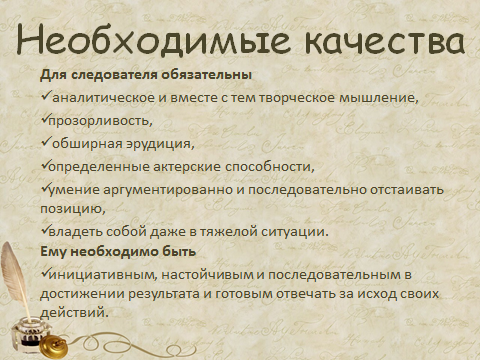 Необходимые качества
Для следователя обязательны
✓аналитическое и вместе с тем творческое мышление,
✓прозорливость,
✓ обширная эрудиция,
✓определенные актерские способности,
✓умение аргументированно и последовательно отстаивать
позицию,
✓владеть собой даже в тяжелой ситуации.
Ему необходимо быть
✓инициативным, настойчивым и последовательным в
достижении результата и готовым отвечать за исход своих
действий.